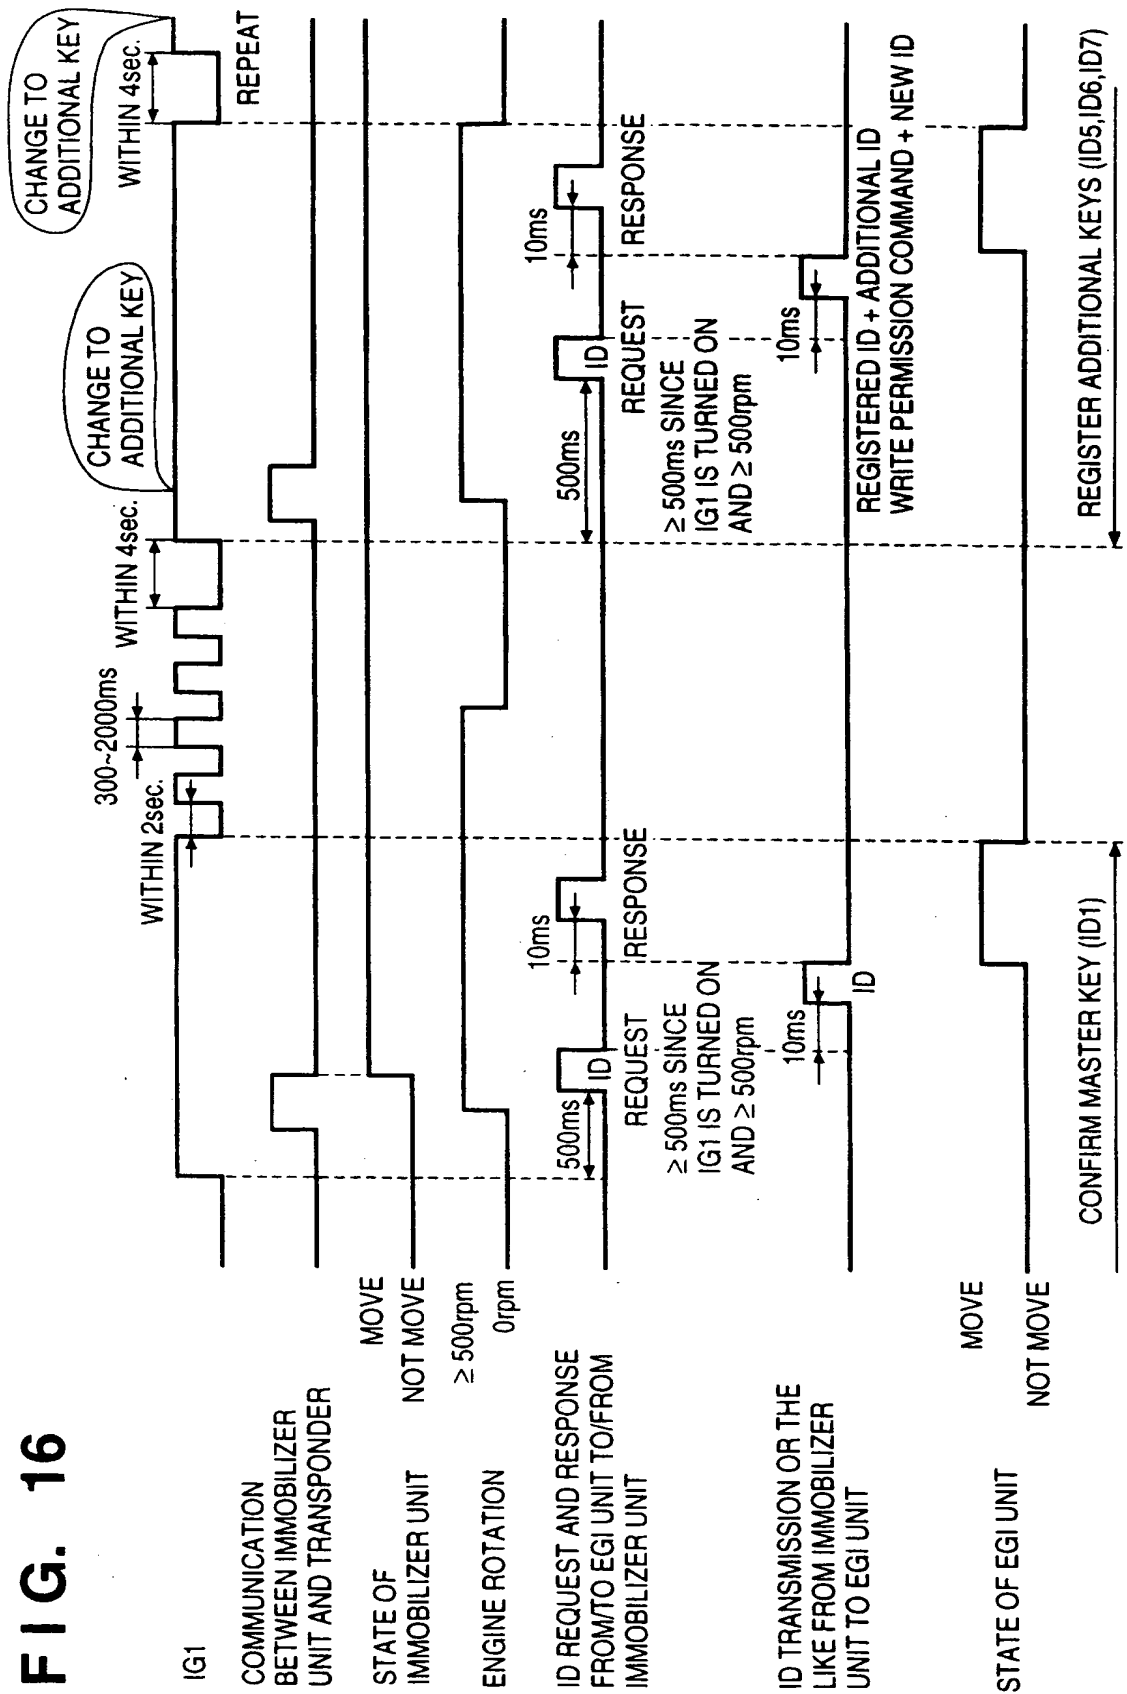 FIG. 16
IG1
COMMUNICATION
BETWEEN IMMOBILIZER
UNIT AND TRANSPONDER
STATE OF
IMMOBILIZER UNIT
MOVE
NOT MOVE
ENGINE ROTATION
≥ 500rpm
0rpm
ID REQUEST AND RESPONSE
FROM/TO EGI UNIT TO/FROM
IMMOBILIZER UNIT
ID TRANSMISSION OR THE
LIKE FROM IMMOBILIZER
UNIT TO EGI UNIT
STATE OF EGI UNIT
MOVE
NOT MOVE
WITHIN 2sec.
300~2000ms
WITHIN 4sec.
CHANGE TO
ADDITIONAL KEY
WITHIN 4sec.
CHANGE TO
ADDITIONAL KEY
REPEAT
500ms
ID
REQUEST
10ms
RESPONSE
≥ 500ms SINCE
IG1 IS TURNED ON
AND ≥ 500rpm
10ms
ID
500ms
ID
REQUEST
10ms
RESPONSE
≥ 500ms SINCE
IG1 IS TURNED ON
AND ≥ 500rpm
10ms
REGISTERED ID + ADDITIONAL ID
WRITE PERMISSION COMMAND + NEW ID
CONFIRM MASTER KEY (ID1)
REGISTER ADDITIONAL KEYS (ID5,ID6,ID7)